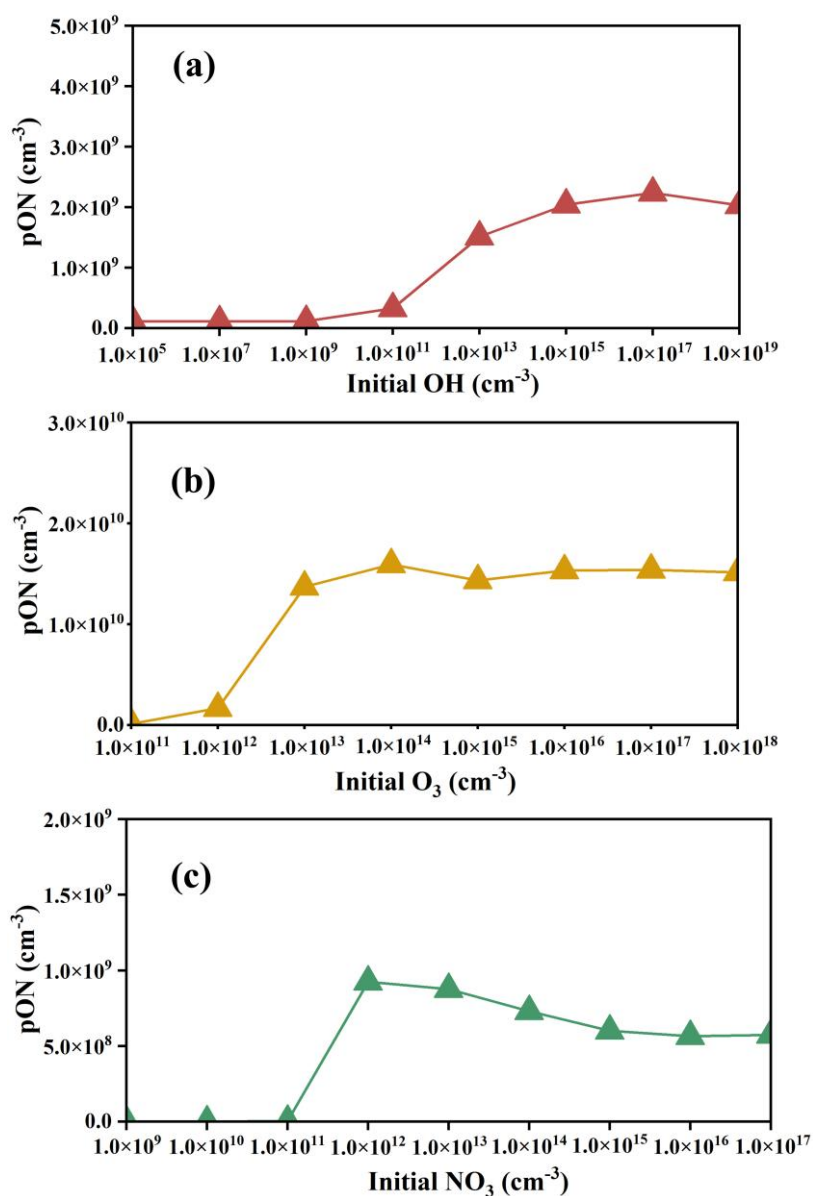 (a)
pON (cm⁻³)
5.0×10⁹
4.0×10⁹
3.0×10⁹
2.0×10⁹
1.0×10⁹
0.0
1.0×10⁵ 1.0×10⁷ 1.0×10⁹ 1.0×10¹¹ 1.0×10¹³ 1.0×10¹⁵ 1.0×10¹⁷ 1.0×10¹⁹
Initial OH (cm⁻³)
(b)
pON (cm⁻³)
3.0×10¹⁰
2.0×10¹⁰
1.0×10¹⁰
0.0
1.0×10¹¹ 1.0×10¹² 1.0×10¹³ 1.0×10¹⁴ 1.0×10¹⁵ 1.0×10¹⁶ 1.0×10¹⁷ 1.0×10¹⁸
Initial O₃ (cm⁻³)
(c)
pON (cm⁻³)
2.0×10⁹
1.5×10⁹
1.0×10⁹
5.0×10⁸
0.0
1.0×10⁹ 1.0×10¹⁰ 1.0×10¹¹ 1.0×10¹² 1.0×10¹³ 1.0×10¹⁴ 1.0×10¹⁵ 1.0×10¹⁶ 1.0×10¹⁷
Initial NO₃ (cm⁻³)